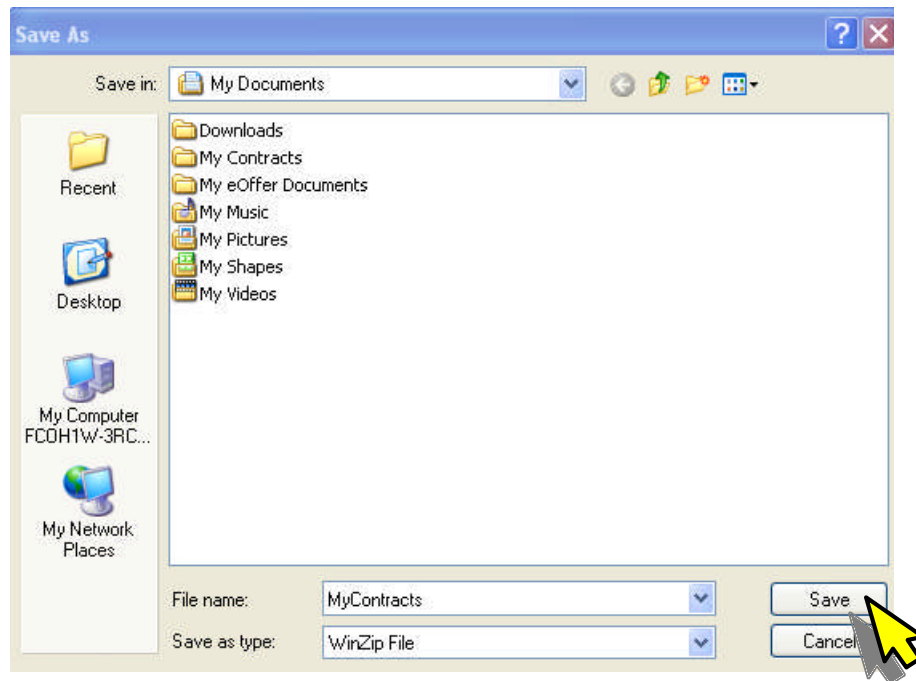 Save As
Save in: My Documents
Recent
Desktop
My Computer
FCOH1W-3RC...
My Network
Places
Downloads
My Contracts
My eOffer Documents
My Music
My Pictures
My Shapes
My Videos
File name: MyContracts Save
Save as type: WinZip File Cancel